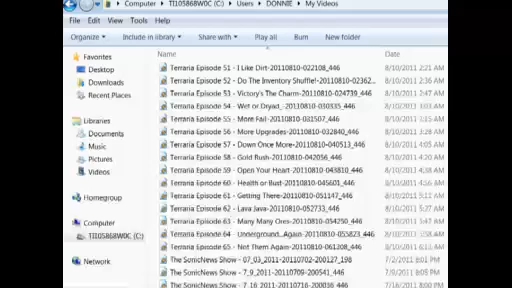 Computer ▸ TI105868W0C (C:) ▸ Users ▸ DONNIE ▸ My Videos
File Edit View Tools Help
Organize ▾ Include in library ▾ Share with ▾ Play all Burn New folder
Name Date
Favorites
Desktop
Downloads
Recent Places
Libraries
Documents
Music
Pictures
Videos
Homegroup
Computer
TI105868W0C (C:)
Network
Terraria Episode 51 - I Like Dirt-20110810-022108_446 8/10/2011 2:21 AM
Terraria Episode 52 - Do The Inventory Shuffle!-20110810-02362... 8/10/2011 2:36 AM
Terraria Episode 53 - Victory's The Charm-20110810-024739_446 8/10/2011 2:47 AM
Terraria Episode 54 - Wet or Dryad_-20110810-030335_446 8/10/2011 3:03 AM
Terraria Episode 55 - More Fail-20110810-031507_446 8/10/2011 3:15 AM
Terraria Episode 56 - More Upgrades-20110810-032840_446 8/10/2011 3:28 AM
Terraria Episode 57 - Down Once More-20110810-040513_446 8/10/2011 4:05 AM
Terraria Episode 58 - Gold Rush-20110810-042056_446 8/10/2011 4:20 AM
Terraria Episode 59 - Open Your Heart-20110810-043810_446 8/10/2011 4:38 AM
Terraria Episode 60 - Health or Bust-20110810-045601_446 8/10/2011 4:56 AM
Terraria Episode 61 - Getting There-20110810-051147_446 8/10/2011 5:11 AM
Terraria Episode 62 - Lava Java-20110810-052733_446 8/10/2011 5:27 AM
Terraria Episode 63 - Many Many Ores-20110810-054250_446 8/10/2011 5:42 AM
Terraria Episode 64 - Underground...Again-20110810-055823_446 8/10/2011 5:58 AM
Terraria Episode 65 - Not Them Again-20110810-061208_446 8/10/2011 6:12 AM
The SonicNews Show - 07_03_2011-20110702-200127_198 7/2/2011 8:01 PM
The SonicNews Show - 7_9_2011-20110709-200541_446 7/9/2011 8:05 PM
The SonicNews Show - 7_16_2011-20110716-200036_446 7/16/2011